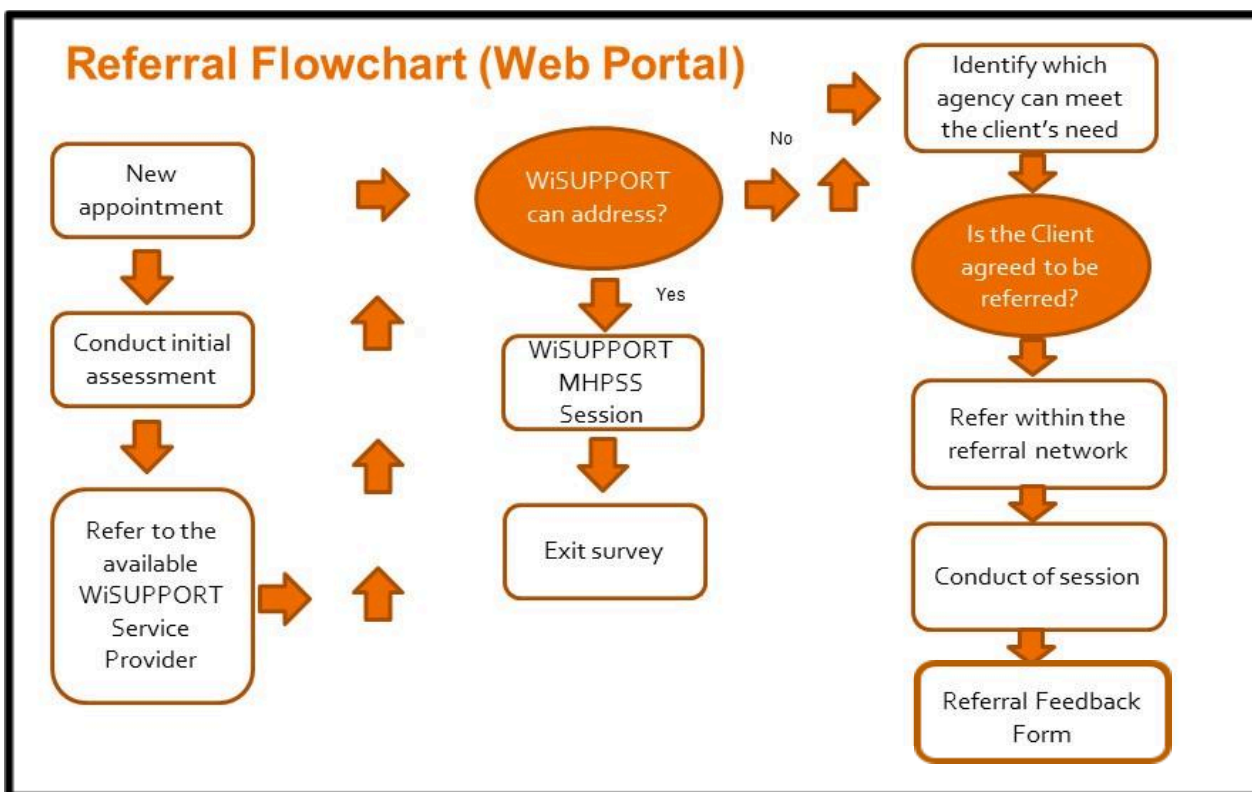 Referral Flowchart (Web Portal)
New
appointment
Conduct initial
assessment
Refer to the
available
WiSUPPORT
Service
Provider
WiSUPPORT
can address?
No
Yes
WiSUPPORT
MHPSS
Session
Exit survey
Identify which
agency can meet
the client's need
Is the Client
agreed to be
referred?
Refer within the
referral network
Conduct of session
Referral Feedback
Form